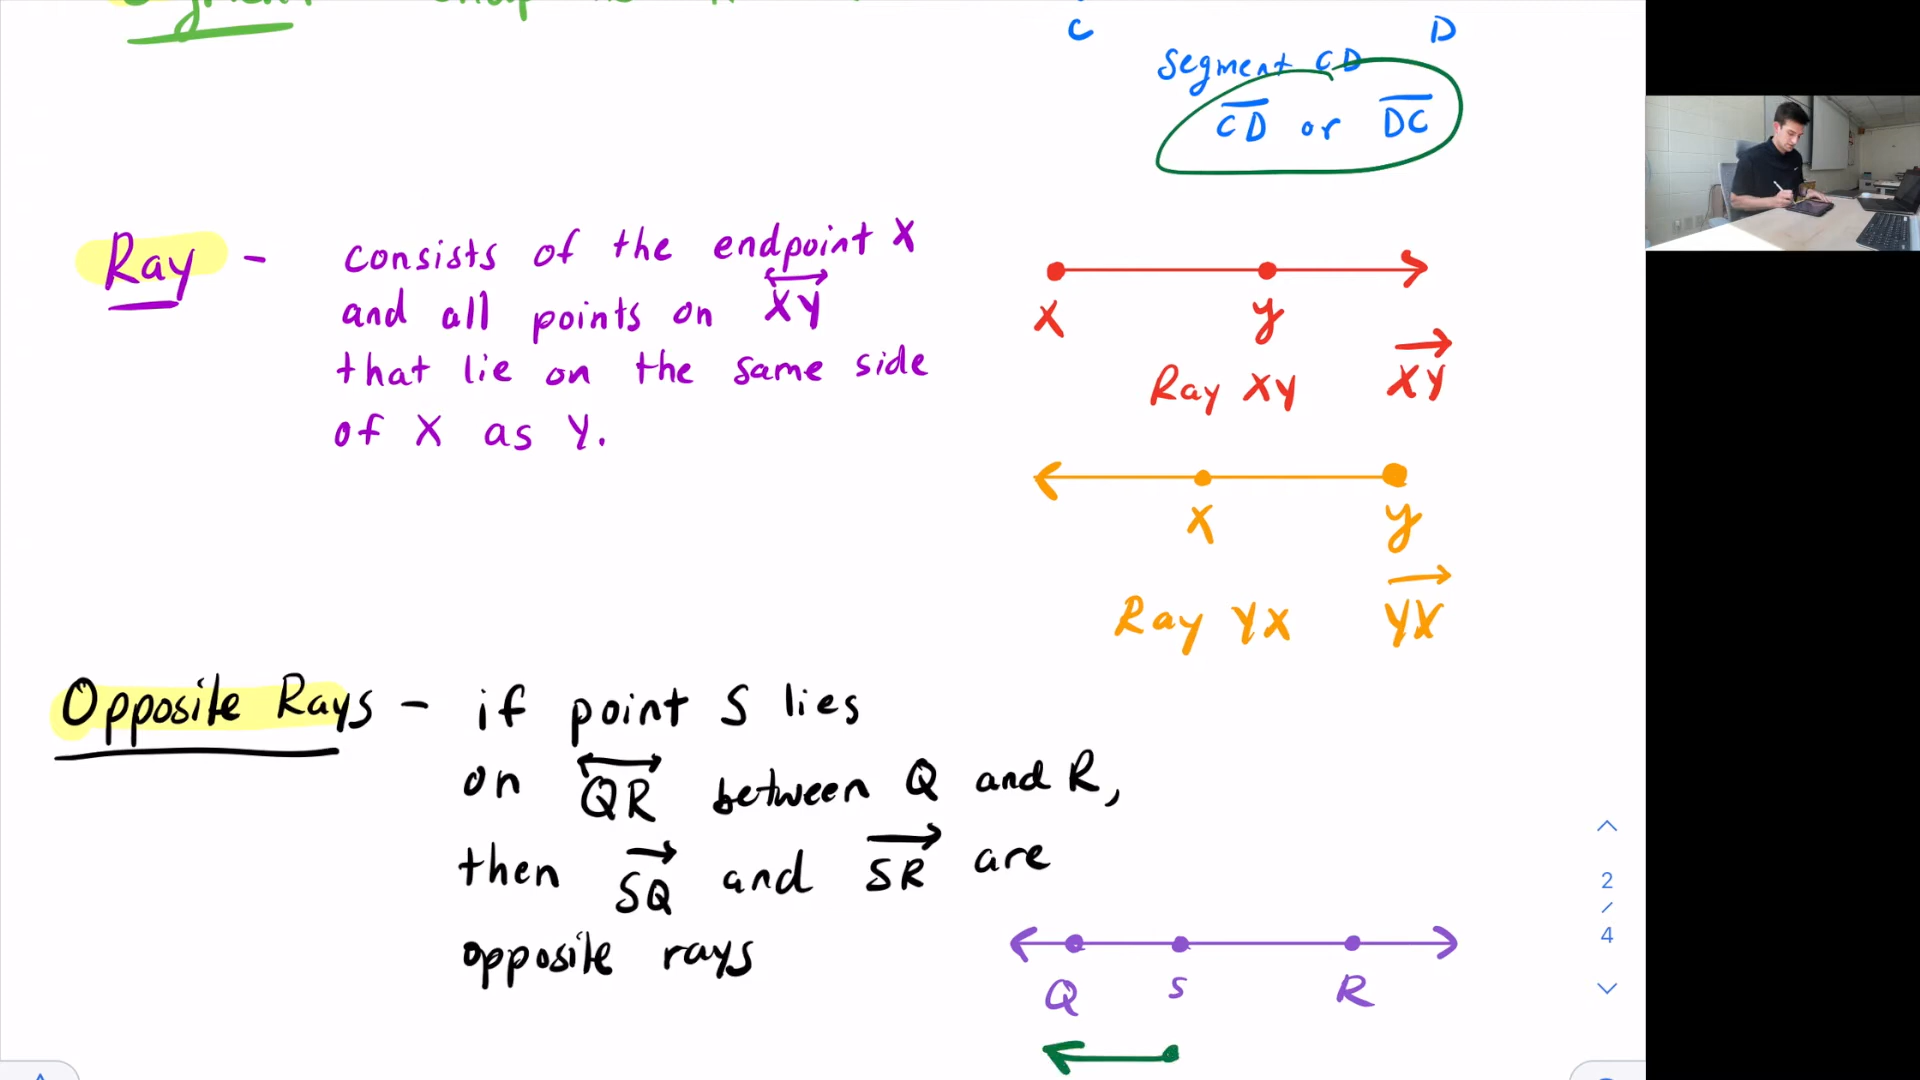 Segment
C D
Segment CD
CD or DC
Ray - consists of the endpoint X
and all points on XY
that lie on the same side
of X as Y.
X y
Ray XY XY
X y
Ray YX YX
Opposite Rays - if point S lies
on QR between Q and R,
then SQ and SR are
opposite rays
Q S R
2
/
4